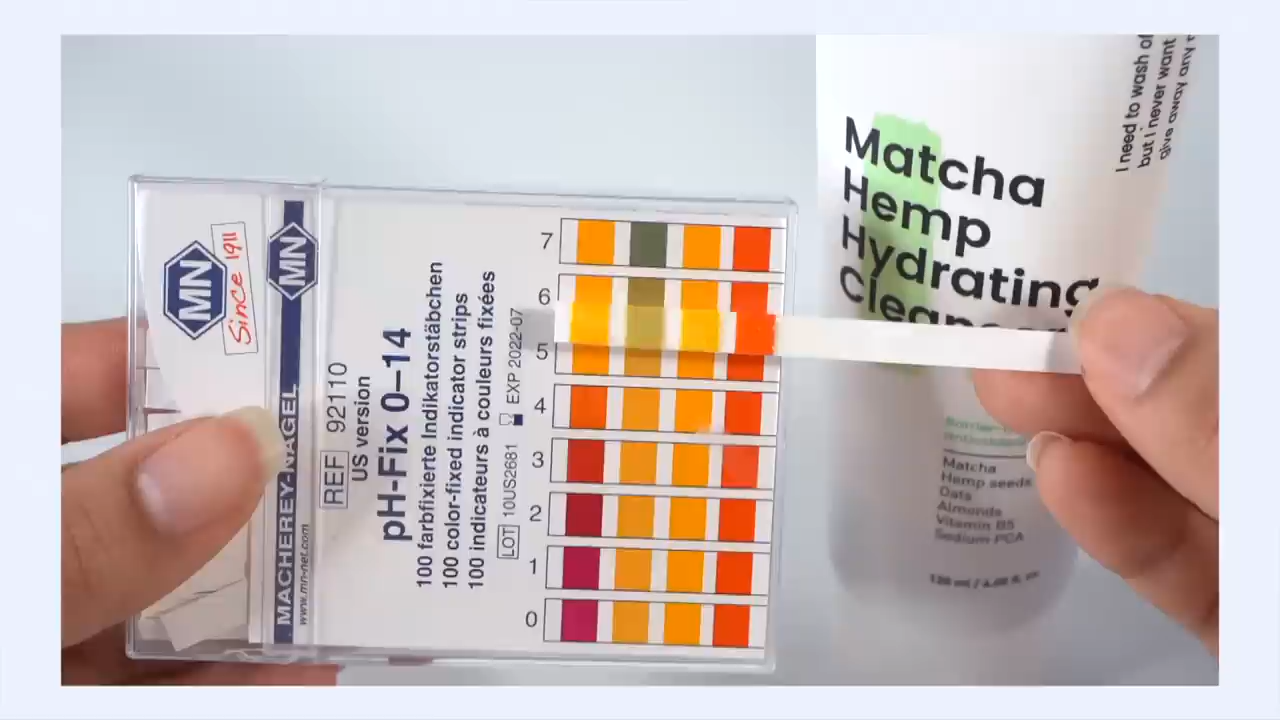 MN
Since 1911
MN
MACHEREY-NAGEL
www.mn-net.com
REF 92110
US version
pH-Fix 0–14
100 farbfixierte Indikatorstäbchen
100 color-fixed indicator strips
100 indicateurs à couleurs fixées
LOT 10US2681 EXP 2022-07
7
6
5
4
3
2
1
0
Matcha
Hemp
Hydrating
Cleanser
I need to wash of
but i never want
give away any
Matcha
Hemp seeds
Oats
Almonds
Vitamin B5
Sodium PCA